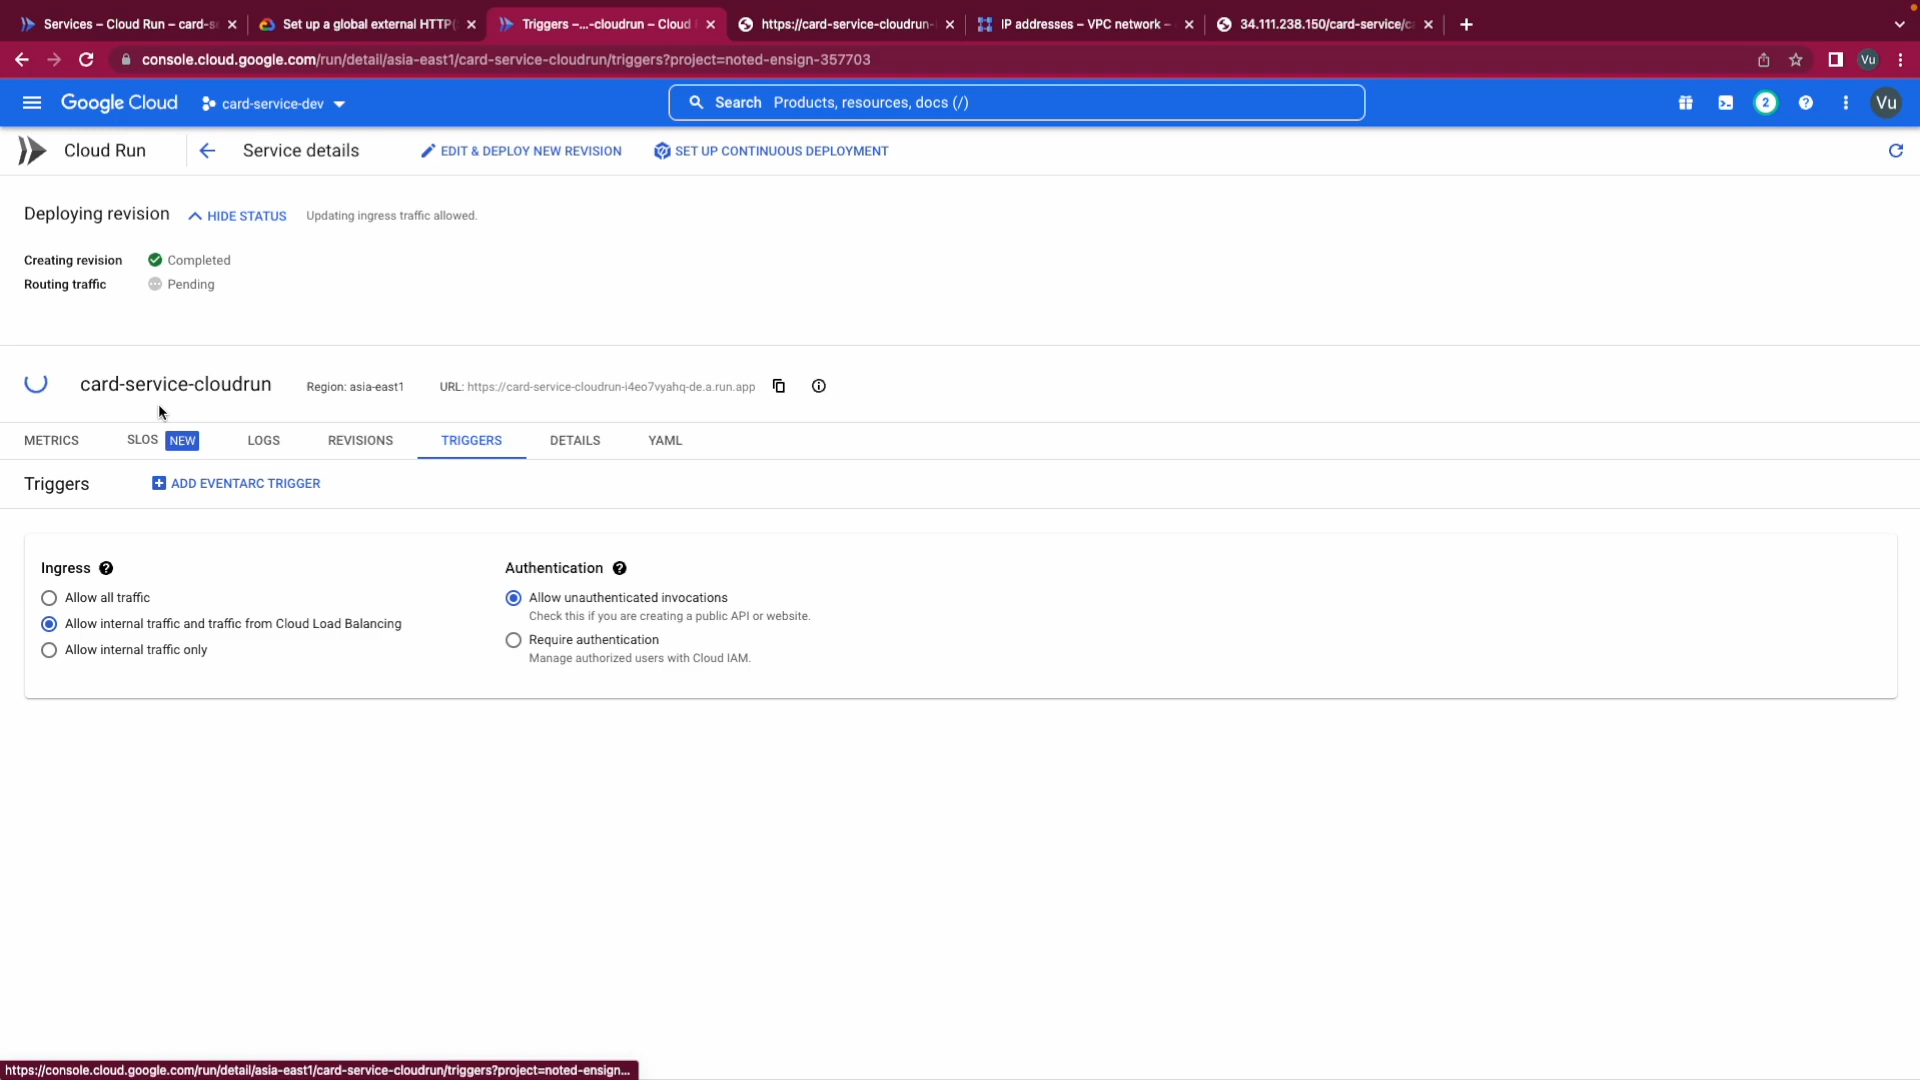 Services – Cloud Run – card-s
Set up a global external HTTP(
Triggers –...-cloudrun – Cloud
https://card-service-cloudrun-
IP addresses – VPC network –
34.111.238.150/card-service/c
console.cloud.google.com/run/detail/asia-east1/card-service-cloudrun/triggers?project=noted-ensign-357703
Vu
Google Cloud
card-service-dev
Search Products, resources, docs (/)
2
Vu
Cloud Run
Service details
EDIT & DEPLOY NEW REVISION
SET UP CONTINUOUS DEPLOYMENT
Deploying revision
HIDE STATUS
Updating ingress traffic allowed.
Creating revision Completed
Routing traffic Pending
card-service-cloudrun
Region: asia-east1
URL: https://card-service-cloudrun-i4eo7vyahq-de.a.run.app
METRICS
SLOS NEW
LOGS
REVISIONS
TRIGGERS
DETAILS
YAML
Triggers
ADD EVENTARC TRIGGER
Ingress
Allow all traffic
Allow internal traffic and traffic from Cloud Load Balancing
Allow internal traffic only
Authentication
Allow unauthenticated invocations
Check this if you are creating a public API or website.
Require authentication
Manage authorized users with Cloud IAM.
https://console.cloud.google.com/run/detail/asia-east1/card-service-cloudrun/triggers?project=noted-ensign...